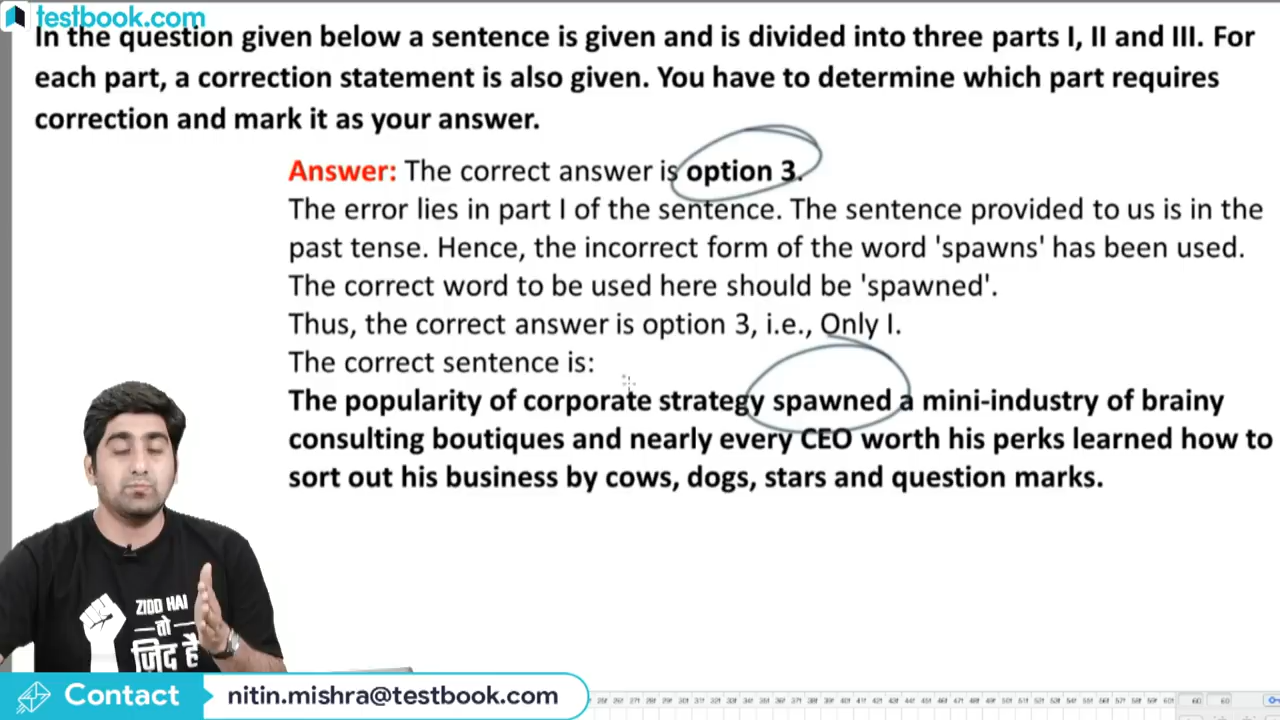 testbook.com
In the question given below a sentence is given and is divided into three parts I, II and III. For
each part, a correction statement is also given. You have to determine which part requires
correction and mark it as your answer.
Answer: The correct answer is option 3.
The error lies in part I of the sentence. The sentence provided to us is in the
past tense. Hence, the incorrect form of the word 'spawns' has been used.
The correct word to be used here should be 'spawned'.
Thus, the correct answer is option 3, i.e., Only I.
The correct sentence is:
The popularity of corporate strategy spawned a mini-industry of brainy
consulting boutiques and nearly every CEO worth his perks learned how to
sort out his business by cows, dogs, stars and question marks.
ZIDD HAI
तो
ज़िद है
Contact nitin.mishra@testbook.com